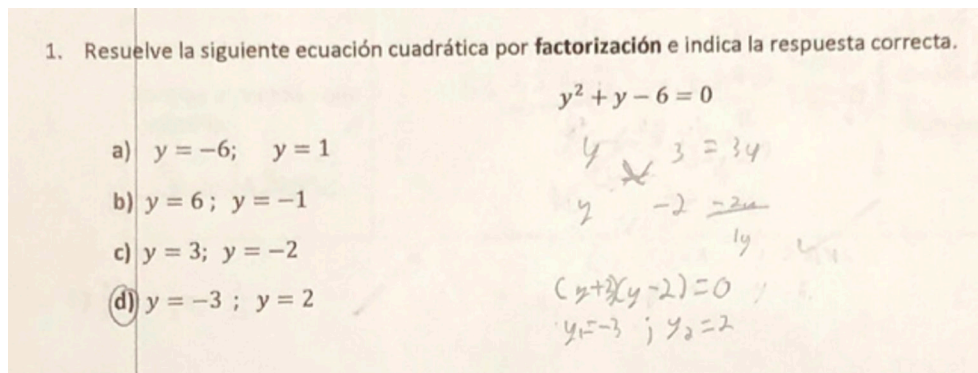 1. Resuelve la siguiente ecuación cuadrática por factorización e indica la respuesta correcta.
y² + y – 6 = 0
a) y = –6; y = 1
b) y = 6 ; y = –1
c) y = 3; y = –2
d) y = –3 ; y = 2
y 3 = 3y
y -2 -2y
1y
(y+3)(y-2)=0
y₁=-3 ; y₂=2